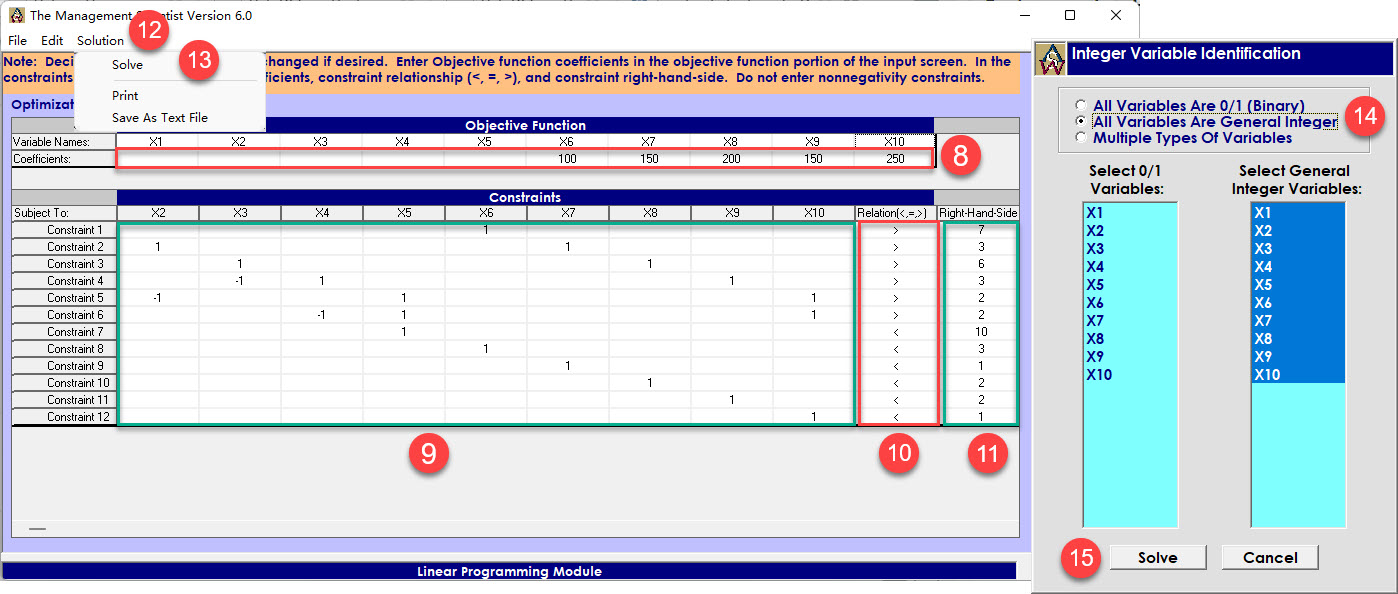 The Management Scientist Version 6.0
File Edit Solution
12
13
Solve
Print
Save As Text File
Note: Deci changed if desired. Enter Objective function coefficients in the objective function portion of the input screen. In the
constraints ficients, constraint relationship (<, =, >), and constraint right-hand-side. Do not enter nonnegativity constraints.
Optimizat
Objective Function
Variable Names: X1 X2 X3 X4 X5 X6 X7 X8 X9 X10
Coefficients: 100 150 200 150 250
8
Constraints
Subject To: X2 X3 X4 X5 X6 X7 X8 X9 X10 Relation(<,=,>) Right-Hand-Side
Constraint 1 1 > 7
Constraint 2 1 1 > 3
Constraint 3 1 1 > 6
Constraint 4 -1 1 1 > 3
Constraint 5 -1 1 1 > 2
Constraint 6 -1 1 1 > 2
Constraint 7 1 < 10
Constraint 8 1 < 3
Constraint 9 1 < 1
Constraint 10 1 < 2
Constraint 11 1 < 2
Constraint 12 1 < 1
9 10 11
Linear Programming Module
Integer Variable Identification
All Variables Are 0/1 (Binary)
All Variables Are General Integer
Multiple Types Of Variables
14
Select 0/1
Variables:
X1
X2
X3
X4
X5
X6
X7
X8
X9
X10
Select General
Integer Variables:
X1
X2
X3
X4
X5
X6
X7
X8
X9
X10
15
Solve Cancel